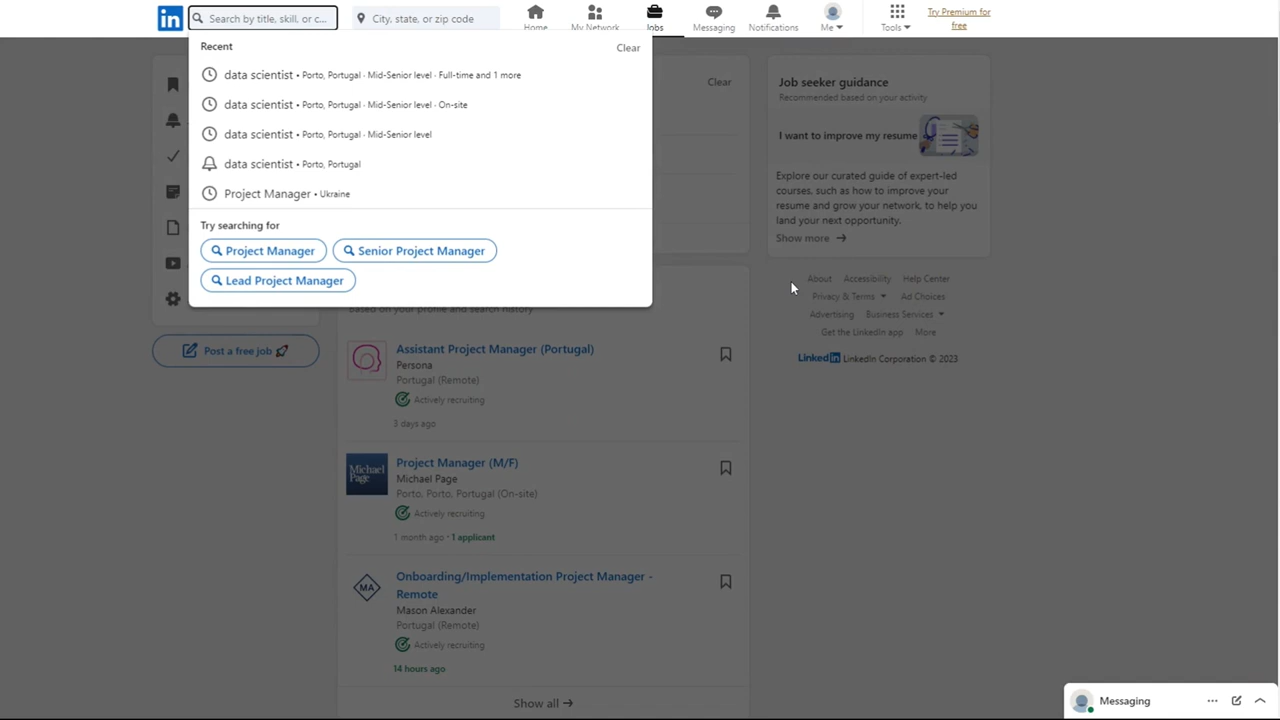 in
Search by title, skill, or c...
City, state, or zip code
Home
My Network
Jobs
Messaging
Notifications
Me
Tools
Try Premium for
free
Recent
Clear
data scientist • Porto, Portugal · Mid-Senior level · Full-time and 1 more
data scientist • Porto, Portugal · Mid-Senior level · On-site
data scientist • Porto, Portugal · Mid-Senior level
data scientist • Porto, Portugal
Project Manager • Ukraine
Try searching for
Project Manager
Senior Project Manager
Lead Project Manager
Clear
Post a free job
Based on your profile and search history
Assistant Project Manager (Portugal)
Persona
Portugal (Remote)
Actively recruiting
3 days ago
Michael
Page
Project Manager (M/F)
Michael Page
Porto, Porto, Portugal (On-site)
Actively recruiting
1 month ago · 1 applicant
MA
Onboarding/Implementation Project Manager -
Remote
Mason Alexander
Portugal (Remote)
Actively recruiting
14 hours ago
Show all →
Job seeker guidance
Recommended based on your activity
I want to improve my resume
Explore our curated guide of expert-led
courses, such as how to improve your
resume and grow your network, to help you
land your next opportunity.
Show more →
About Accessibility Help Center
Privacy & Terms Ad Choices
Advertising Business Services
Get the LinkedIn app More
LinkedIn LinkedIn Corporation © 2023
Messaging